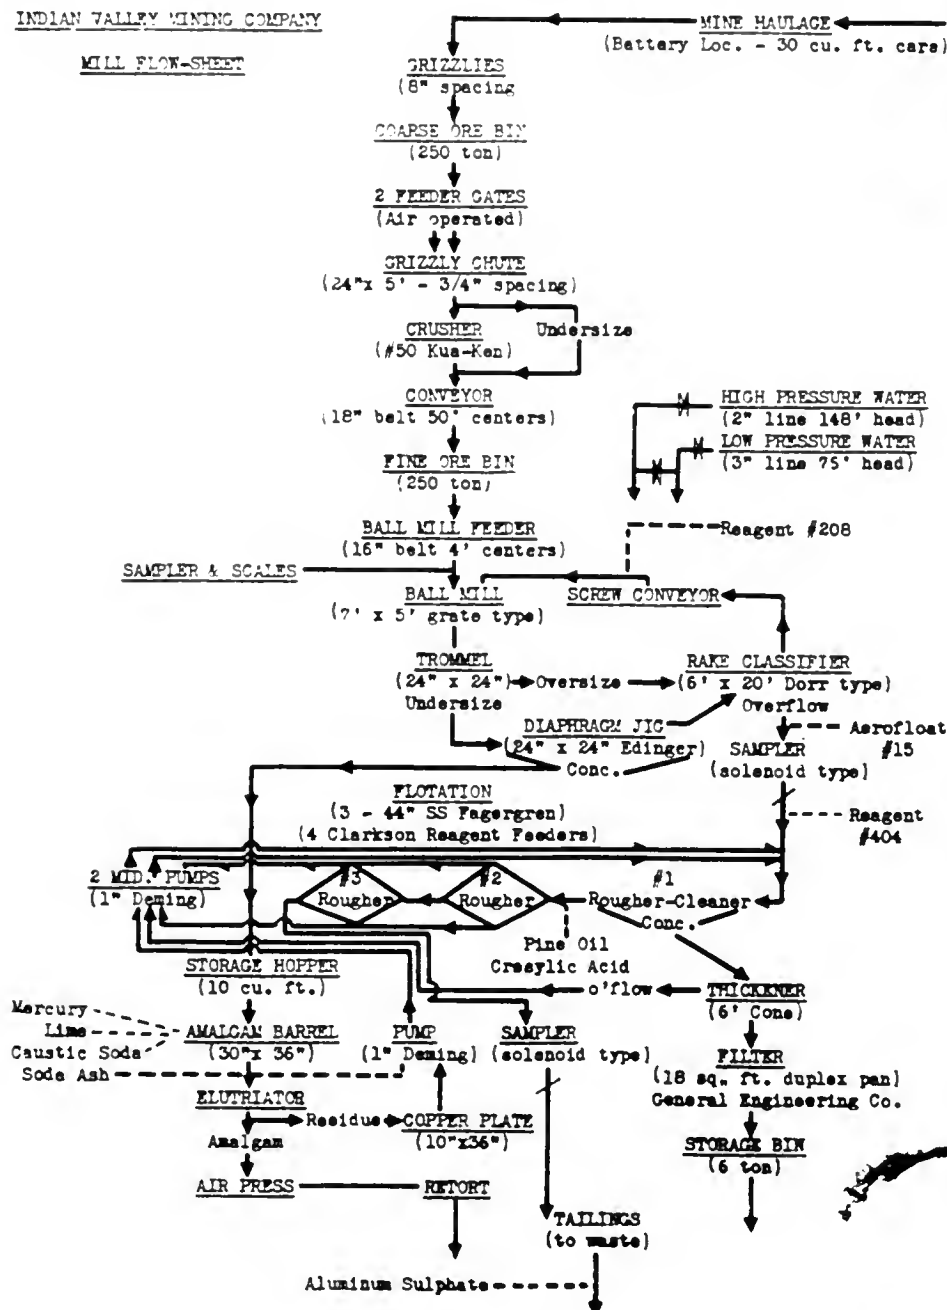 INDIAN VALLEY MINING COMPANY
MILL FLOW-SHEET
MINE HAULAGE
(Battery Loc. - 30 cu. ft. cars)
GRIZZLIES
(8" spacing
COARSE ORE BIN
(250 ton)
2 FEEDER GATES
(Air operated)
GRIZZLY CHUTE
(24"x 5' - 3/4" spacing)
CRUSHER
(#50 Kua-Ken)
Undersize
CONVEYOR
(18" belt 50' centers)
HIGH PRESSURE WATER
(2" line 148' head)
LOW PRESSURE WATER
(3" line 75' head)
FINE ORE BIN
(250 ton)
BALL MILL FEEDER
(16" belt 4' centers)
Reagent #208
SAMPLER & SCALES
BALL MILL
(7' x 5' grate type)
SCREW CONVEYOR
TROMMEL
(24" x 24")
Undersize
Oversize
RAKE CLASSIFIER
(6' x 20' Dorr type)
Overflow
DIAPHRAGM JIG
(24" x 24" Edinger)
Conc.
Aerofloat
#15
SAMPLER
(solenoid type)
FLOTATION
(3 - 44" SS Fagergren)
(4 Clarkson Reagent Feeders)
Reagent
#404
2 MID. PUMPS
(1" Deming)
#3
Rougher
#2
Rougher
#1
Rougher-Cleaner
Conc.
Pine Oil
Cresylic Acid
STORAGE HOPPER
(10 cu. ft.)
o'flow
THICKENER
(6' Cone)
Mercury
Lime
Caustic Soda
Soda Ash
AMALGAM BARREL
(30"x 36")
PUMP
(1" Deming)
SAMPLER
(solenoid type)
FILTER
(18 sq. ft. duplex pan)
General Engineering Co.
ELUTRIATOR
Residue
COPPER PLATE
(10"x36")
Amalgam
STORAGE BIN
(6 ton)
AIR PRESS
RETORT
TAILINGS
(to waste)
Aluminum Sulphate